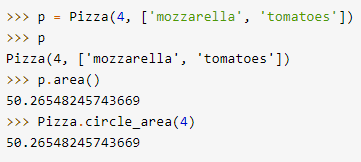 >>> p = Pizza(4, ['mozzarella', 'tomatoes'])
>>> p
Pizza(4, ['mozzarella', 'tomatoes'])
>>> p.area()
50.26548245743669
>>> Pizza.circle_area(4)
50.26548245743669